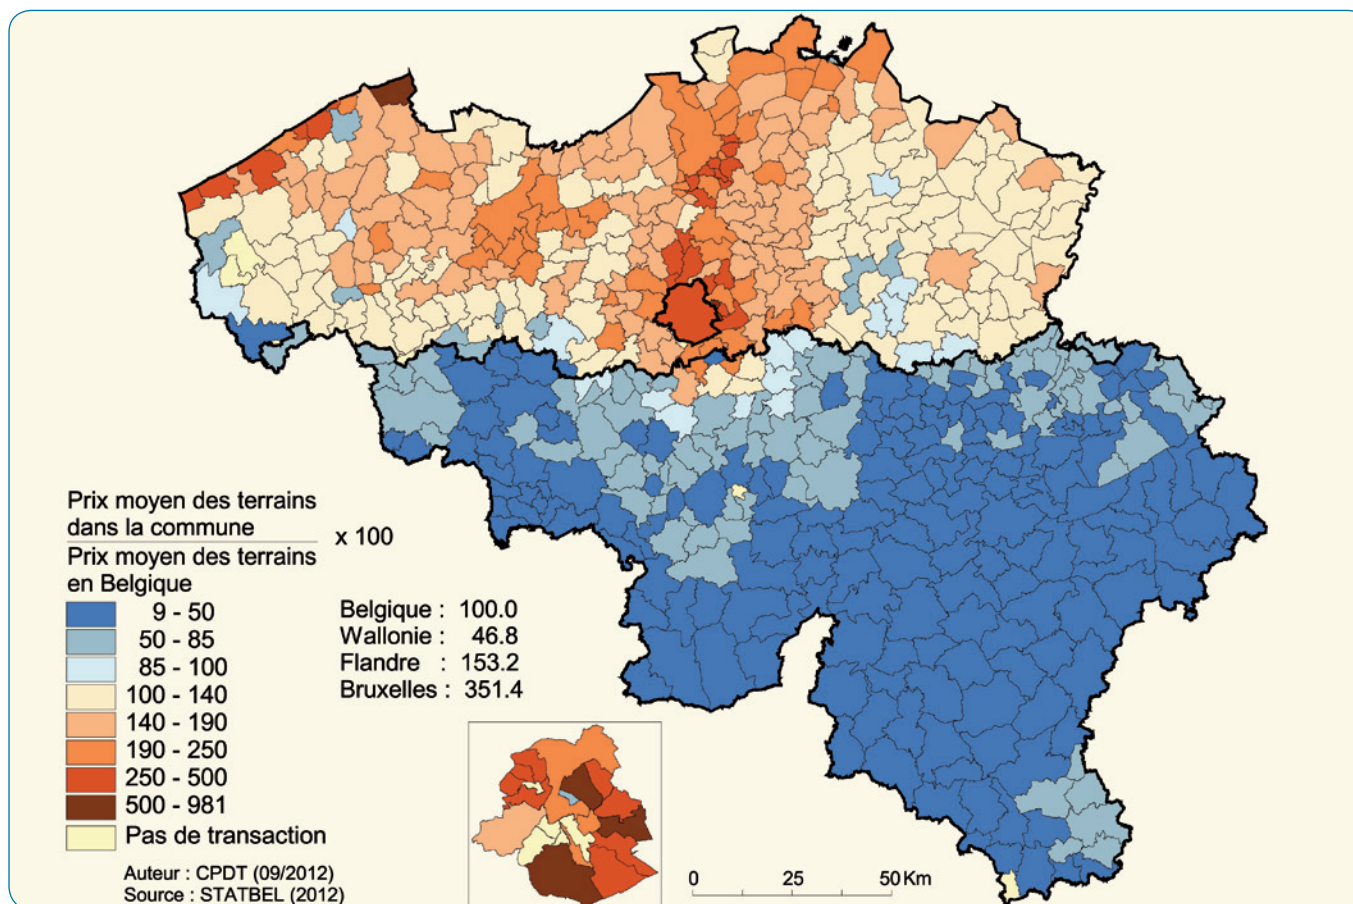 Prix moyen des terrains
dans la commune
x 100
Prix moyen des terrains
en Belgique
9 - 50
50 - 85
85 - 100
100 - 140
140 - 190
190 - 250
250 - 500
500 - 981
Pas de transaction
Auteur : CPDT (09/2012)
Source : STATBEL (2012)
Belgique : 100.0
Wallonie : 46.8
Flandre : 153.2
Bruxelles : 351.4
0 25 50 Km